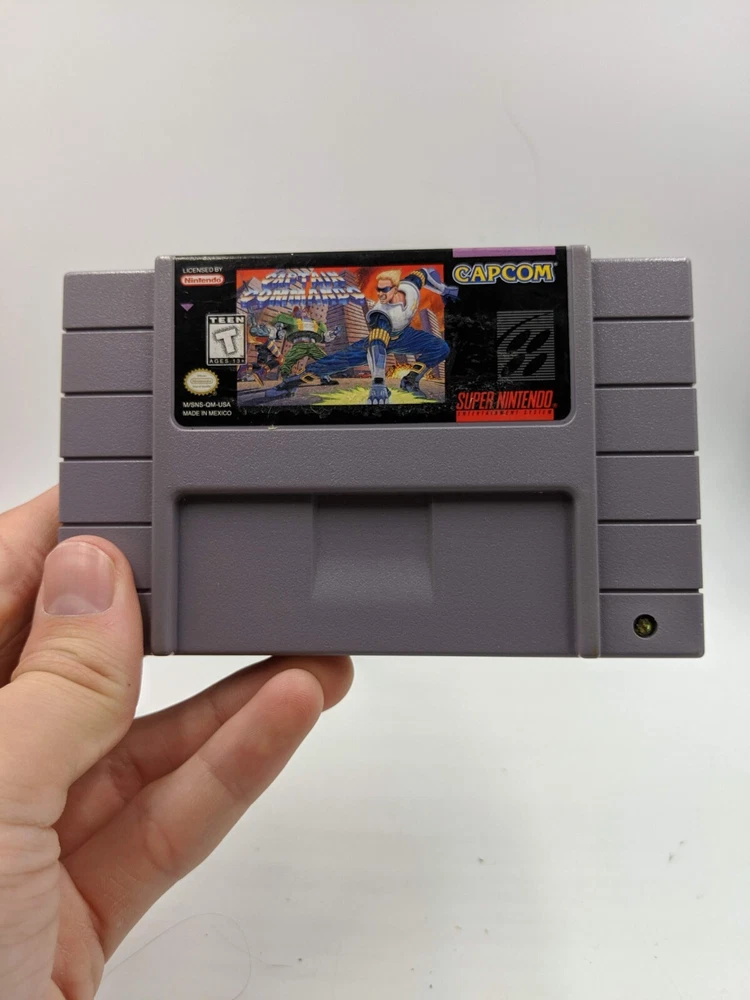 LICENSED BY
Nintendo
CAPTAIN
COMMANDO
CAPCOM
TEEN
T
AGES 13+
M/SNS-QM-USA
MADE IN MEXICO
SUPER NINTENDO
ENTERTAINMENT SYSTEM